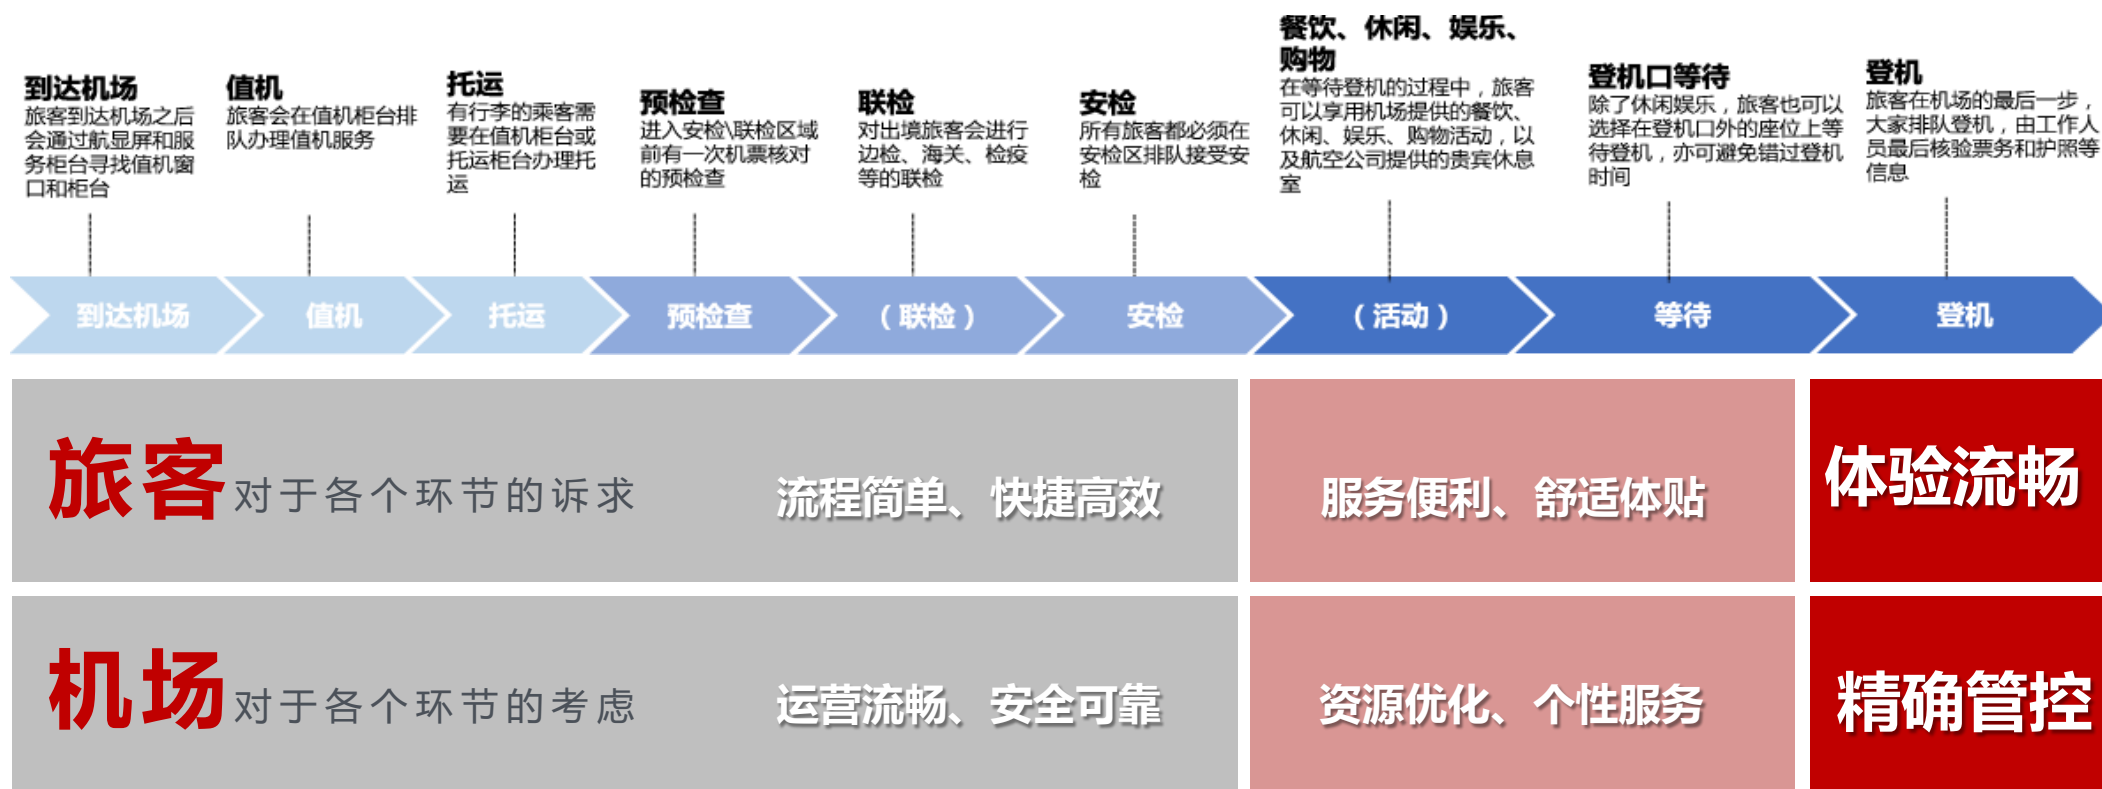 到达机场
旅客到达机场之后
会通过航显屏和服
务柜台寻找值机窗
口和柜台
值机
旅客会在值机柜台排
队办理值机服务
托运
有行李的乘客需
要在值机柜台或
托运柜台办理托
运
预检查
进入安检\联检区域
前有一次机票核对
的预检查
联检
对出境旅客会进行
边检、海关、检疫
等的联检
安检
所有旅客都必须在
安检区排队接受安
检
餐饮、休闲、娱乐、
购物
在等待登机的过程中，旅客
可以享用机场提供的餐饮、
休闲、娱乐、购物活动，以
及航空公司提供的贵宾休息
室
登机口等待
除了休闲娱乐，旅客也可以
选择在登机口外的座位上等
待登机，亦可避免错过登机
时间
登机
旅客在机场的最后一步，
大家排队登机，由工作人
员最后核验票务和护照等
信息
到达机场
值机
托运
预检查
（联检）
安检
（活动）
等待
登机
旅客对于各个环节的诉求
流程简单、快捷高效
服务便利、舒适体贴
体验流畅
机场对于各个环节的考虑
运营流畅、安全可靠
资源优化、个性服务
精确管控